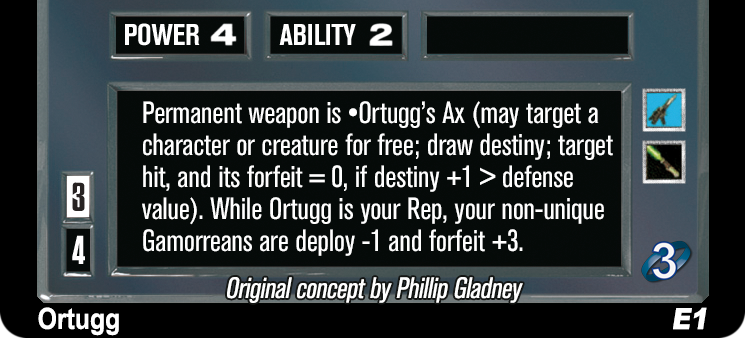 POWER 4 ABILITY 2
Permanent weapon is •Ortugg's Ax (may target a
character or creature for free; draw destiny; target
hit, and its forfeit = 0, if destiny +1 > defense
value). While Ortugg is your Rep, your non-unique
Gamorreans are deploy -1 and forfeit +3.
3
4
3
Original concept by Phillip Gladney
Ortugg E1